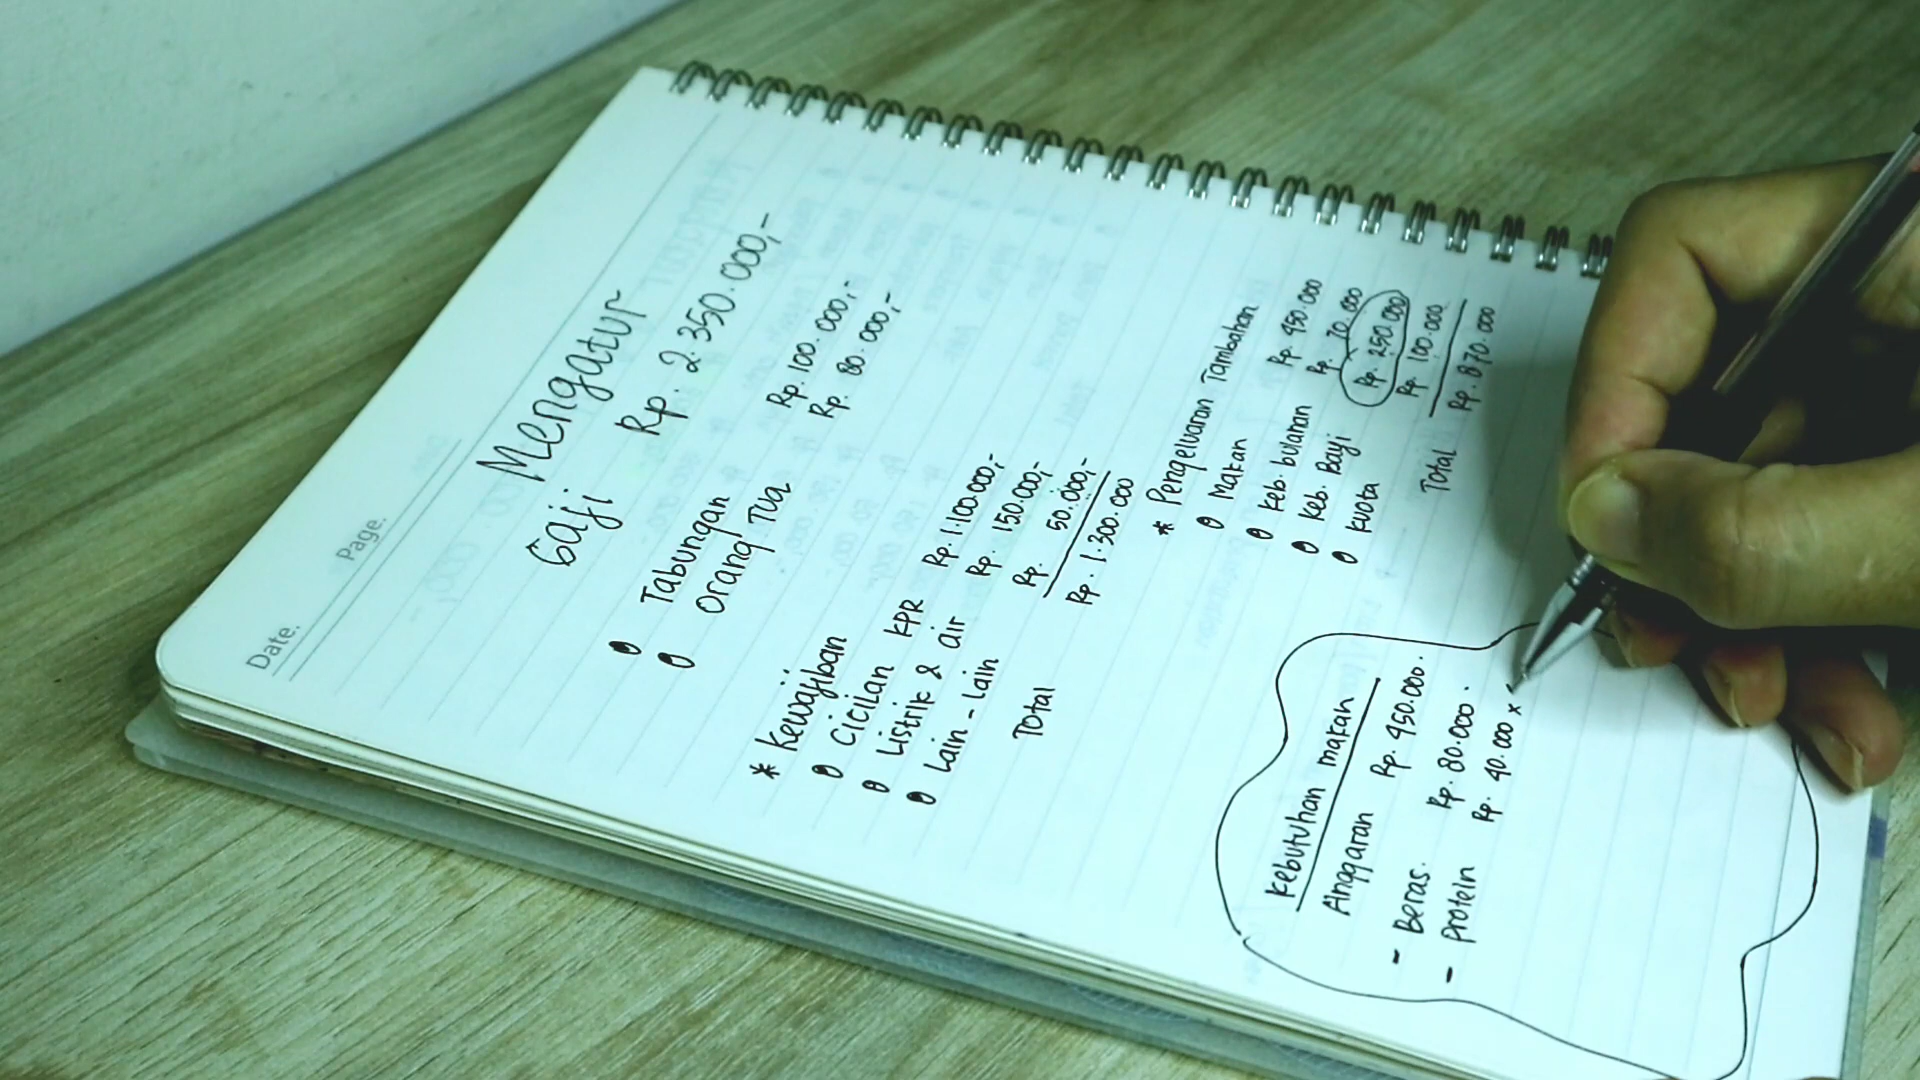 Date.
Page.
Mengatur
Gaji Rp. 2.350.000,-
Tabungan Rp. 100.000,-
Orang Tua Rp. 80.000,-
* Kewajiban
Cicilan KPR Rp. 1.100.000,-
Listrik & air Rp. 150.000,-
Lain-Lain Rp. 50.000,-
Total Rp. 1.300.000
* Pengeluaran Tambahan
Makan Rp. 450.000
Keb. bulanan Rp. 70.000
Keb. Bayi Rp. 250.000
Kuota Rp 100.000
Total Rp. 870.000
Kebutuhan makan
Anggaran Rp. 450.000.
- Beras. Rp. 80.000.
- Protein Rp. 40.000 x